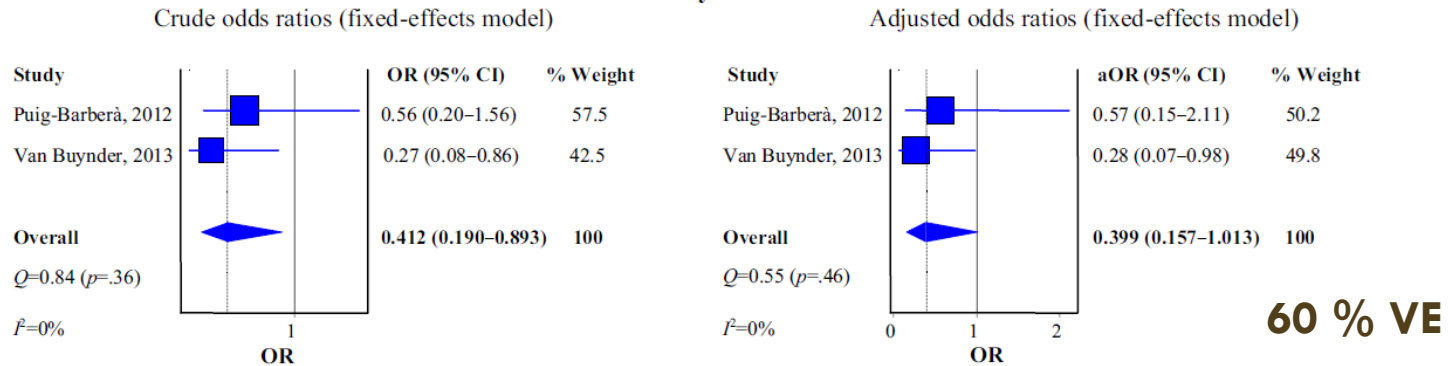 Crude odds ratios (fixed-effects model)
Study OR (95% CI) % Weight
Puig-Barberà, 2012 0.56 (0.20–1.56) 57.5
Van Buynder, 2013 0.27 (0.08–0.86) 42.5
Overall 0.412 (0.190–0.893) 100
Q=0.84 (p=.36)
I²=0%
1
OR
Adjusted odds ratios (fixed-effects model)
Study aOR (95% CI) % Weight
Puig-Barberà, 2012 0.57 (0.15–2.11) 50.2
Van Buynder, 2013 0.28 (0.07–0.98) 49.8
Overall 0.399 (0.157–1.013) 100
Q=0.55 (p=.46)
I²=0%
0 1 2
OR
60 % VE